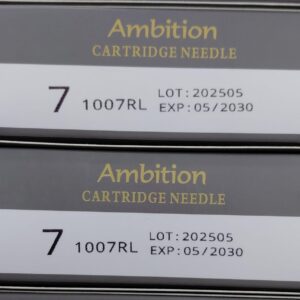 Ambition
CARTRIDGE NEEDLE
7 1007RL LOT:202505
EXP:05/2030
Ambition
CARTRIDGE NEEDLE
7 1007RL LOT:202505
EXP:05/2030